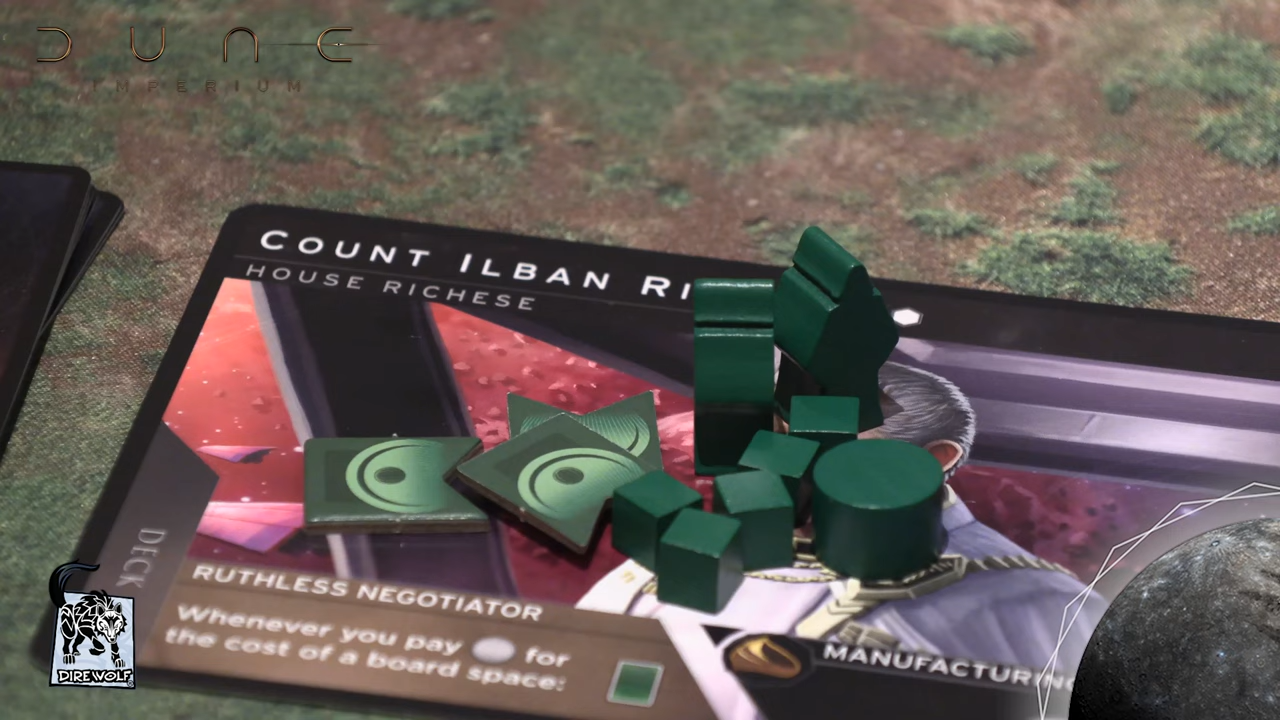 DUNE
IMPERIUM
COUNT ILBAN RI
HOUSE RICHESE
DECK
RUTHLESS NEGOTIATOR
Whenever you pay for
the cost of a board space:
MANUFACTURING
DIREWOLF